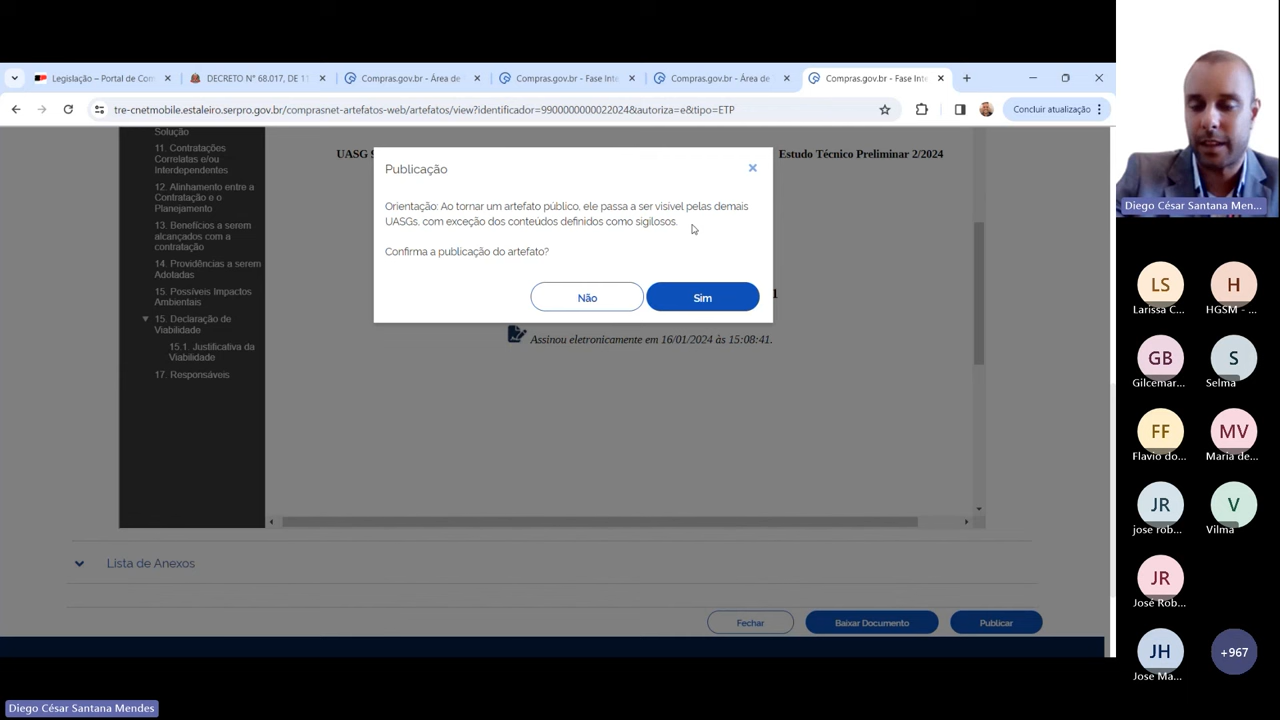 Legislação – Portal de Com
DECRETO N° 68.017, DE 1
Compras.gov.br - Área de
Compras.gov.br - Fase Inte
Compras.gov.br - Área de
Compras.gov.br - Fase Inte
tre-cnetmobile.estaleiro.serpro.gov.br/comprasnet-artefatos-web/artefatos/view?identificador=9900000000022024&autoriza=e&tipo=ETP
Concluir atualização
Solução
11. Contratações
Correlatas e/ou
Interdependentes
12. Alinhamento entre a
Contratação e o
Planejamento
13. Benefícios a serem
alcançados com a
contratação
14. Providências a serem
Adotadas
15. Possíveis Impactos
Ambientais
15. Declaração de
Viabilidade
15.1. Justificativa da
Viabilidade
17. Responsáveis
UASG
Estudo Técnico Preliminar 2/2024
Publicação
Orientação: Ao tornar um artefato público, ele passa a ser visível pelas demais
UASGs, com exceção dos conteúdos definidos como sigilosos.
Confirma a publicação do artefato?
Não
Sim
Assinou eletronicamente em 16/01/2024 às 15:08:41.
Lista de Anexos
Fechar
Baixar Documento
Publicar
Diego César Santana Men...
LS
Larissa C...
H
HGSM - ...
GB
Gilcemar...
S
Selma
FF
Flavio do...
MV
Maria de...
JR
jose rob...
V
Vilma
JR
José Rob...
JH
Jose Ma...
+967
Diego César Santana Mendes